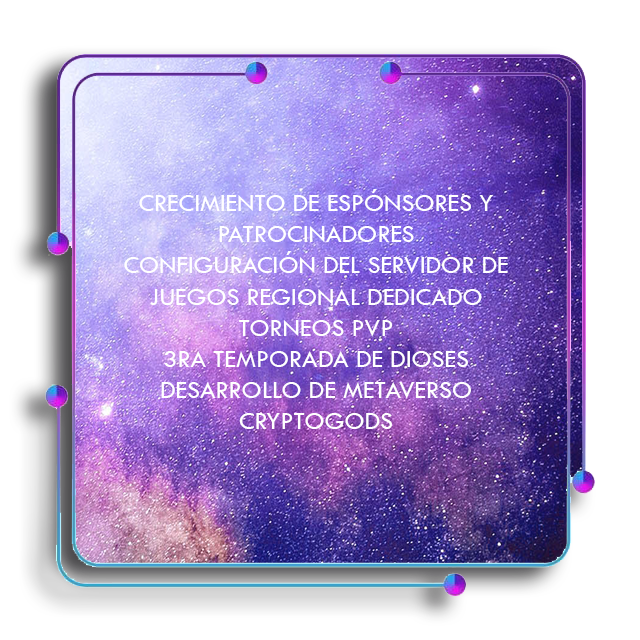 CRECIMIENTO DE ESPÓNSORES Y
PATROCINADORES
CONFIGURACIÓN DEL SERVIDOR DE
JUEGOS REGIONAL DEDICADO
TORNEOS PVP
3RA TEMPORADA DE DIOSES
DESARROLLO DE METAVERSO
CRYPTOGODS